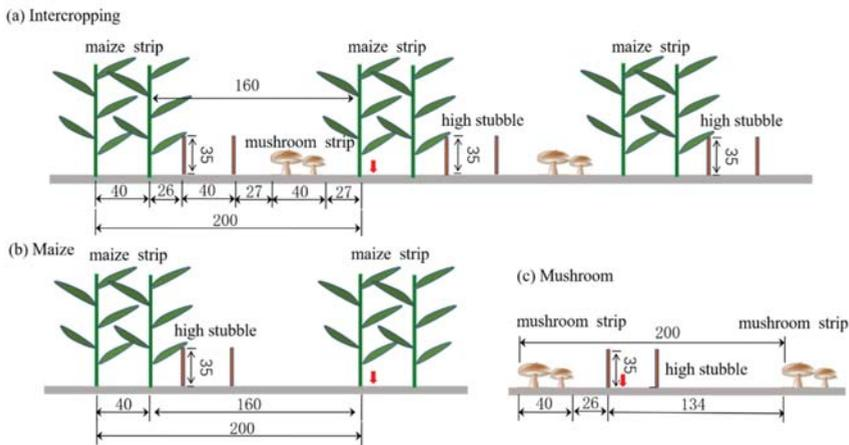 (a) Intercropping
maize strip
maize strip
maize strip
160
high stubble
high stubble
mushroom strip
35
35
35
40 26 40 27 40 27
200
(b) Maize
maize strip
maize strip
high stubble
35
40 160
200
(c) Mushroom
mushroom strip
mushroom strip
200
35
high stubble
40 26 134